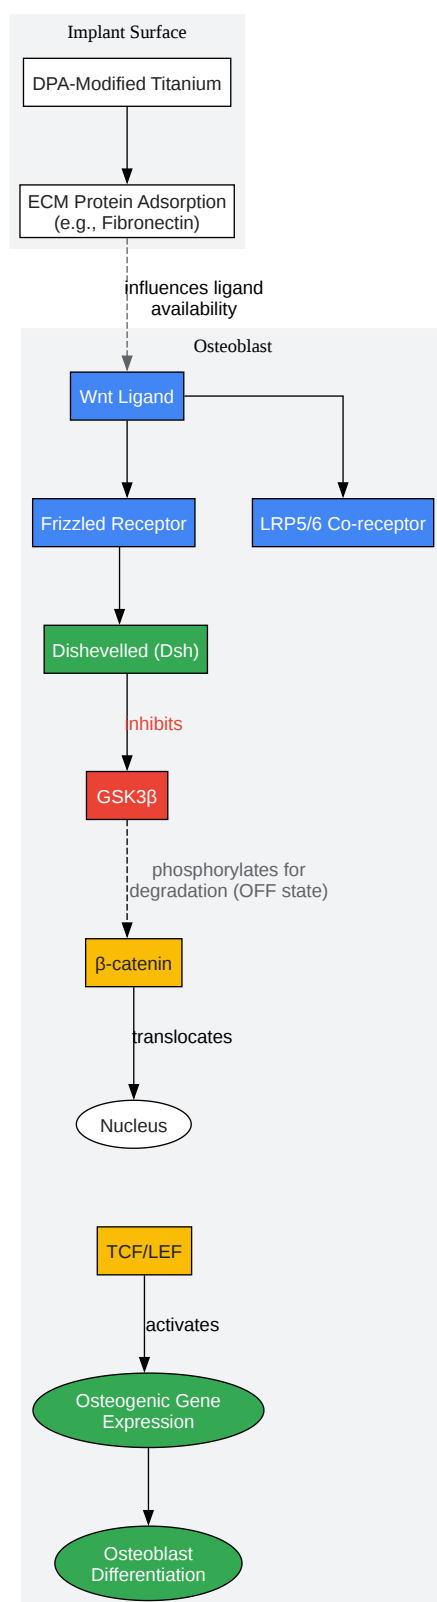 Implant Surface
DPA-Modified Titanium
ECM Protein Adsorption
(e.g., Fibronectin)
influences ligand
availability
Osteoblast
Wnt Ligand
Frizzled Receptor
LRP5/6 Co-receptor
Dishevelled (Dsh)
inhibits
GSK3β
phosphorylates for
degradation (OFF state)
β-catenin
translocates
Nucleus
TCF/LEF
activates
Osteogenic Gene
Expression
Osteoblast
Differentiation